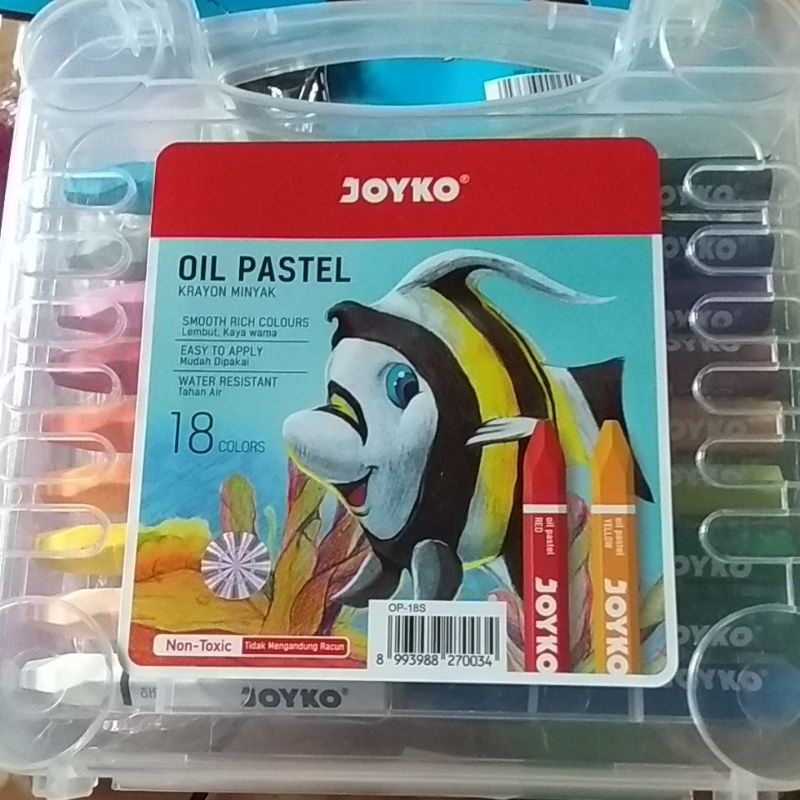 JOYKO®
OIL PASTEL
KRAYON MINYAK
SMOOTH RICH COLOURS
Lembut, Kaya warna
EASY TO APPLY
Mudah Dipakai
WATER RESISTANT
Tahan Air
18 COLORS
oil pastel
RED
JOYKO
oil pastel
YELLOW
JOYKO
OP-18S
8 993988 270034
Non-Toxic
Tidak Mengandung Racun
JOYKO®